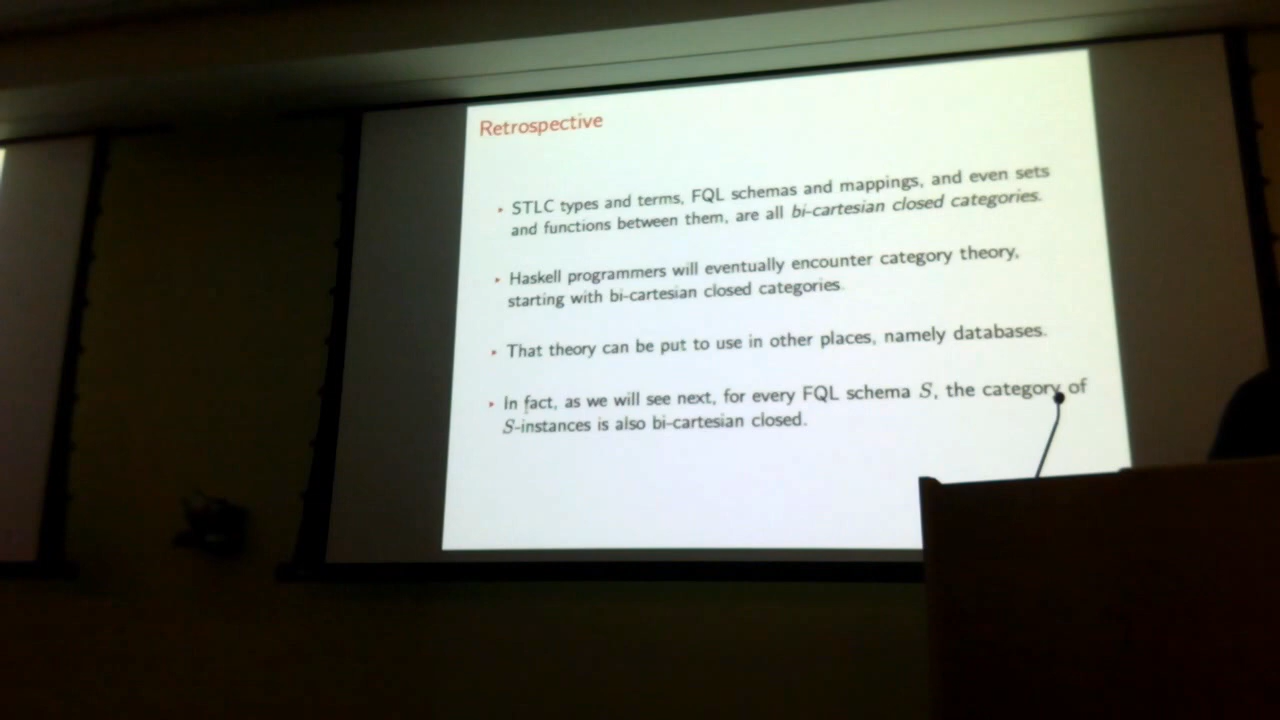 Retrospective
STLC types and terms, FQL schemas and mappings, and even sets
and functions between them, are all bi-cartesian closed categories.
Haskell programmers will eventually encounter category theory,
starting with bi-cartesian closed categories.
That theory can be put to use in other places, namely databases.
In fact, as we will see next, for every FQL schema S, the category of
S-instances is also bi-cartesian closed.